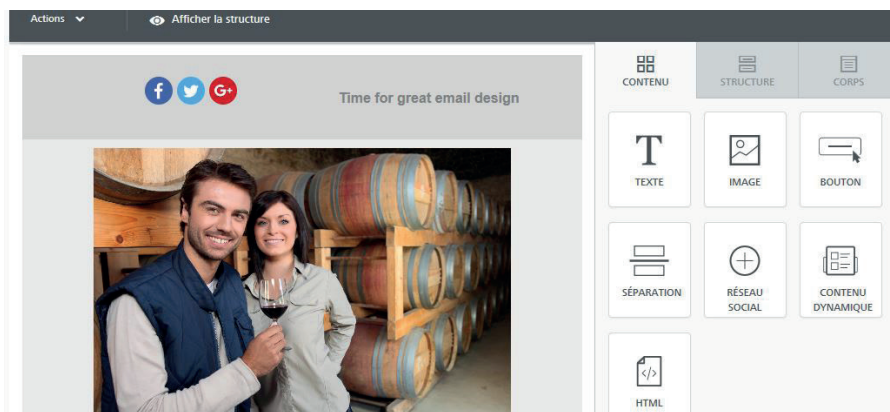 Actions
Afficher la structure
Time for great email design
CONTENU
STRUCTURE
CORPS
TEXTE
IMAGE
BOUTON
SÉPARATION
RÉSEAU
SOCIAL
CONTENU
DYNAMIQUE
HTML